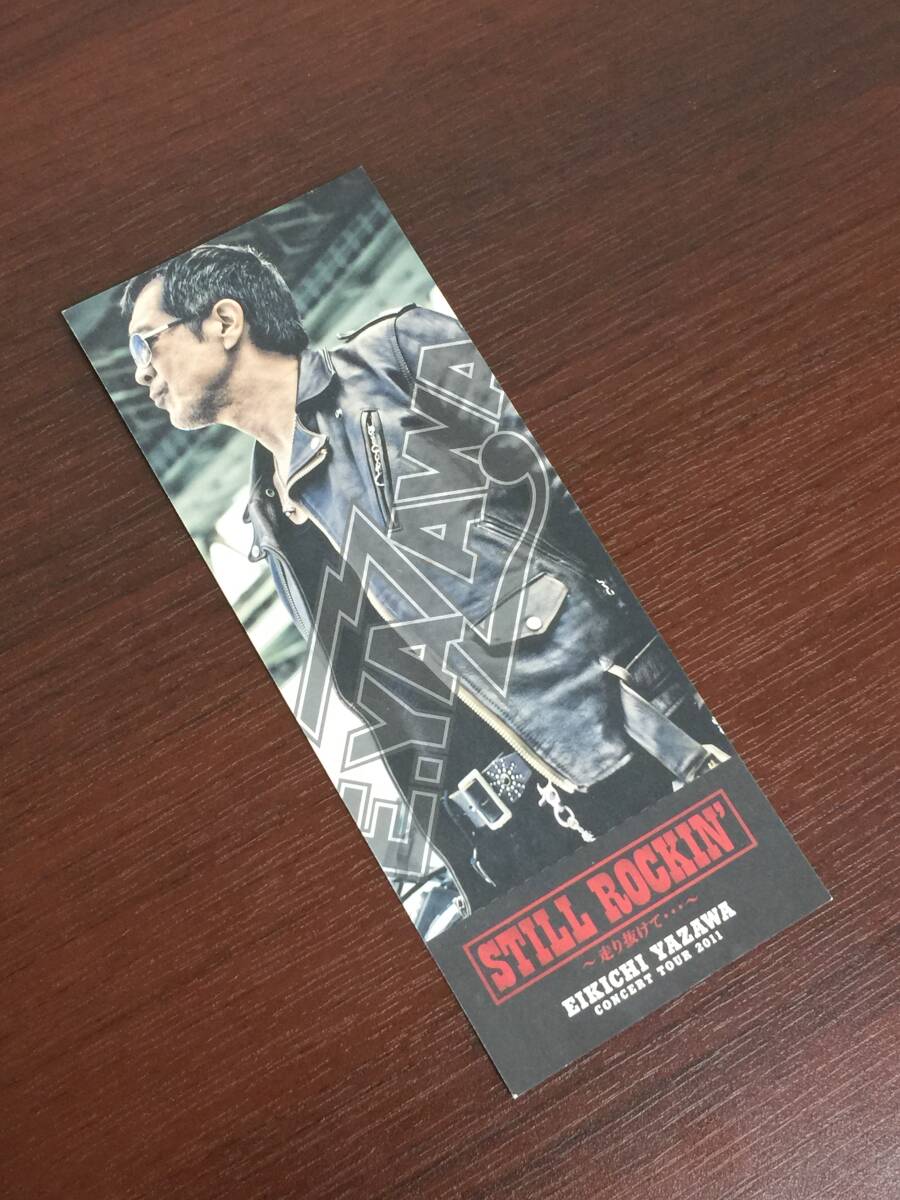 E.YAZAWA
STILL ROCKIN'
～走り抜けて・・・～
EIKICHI YAZAWA
CONCERT TOUR 2011